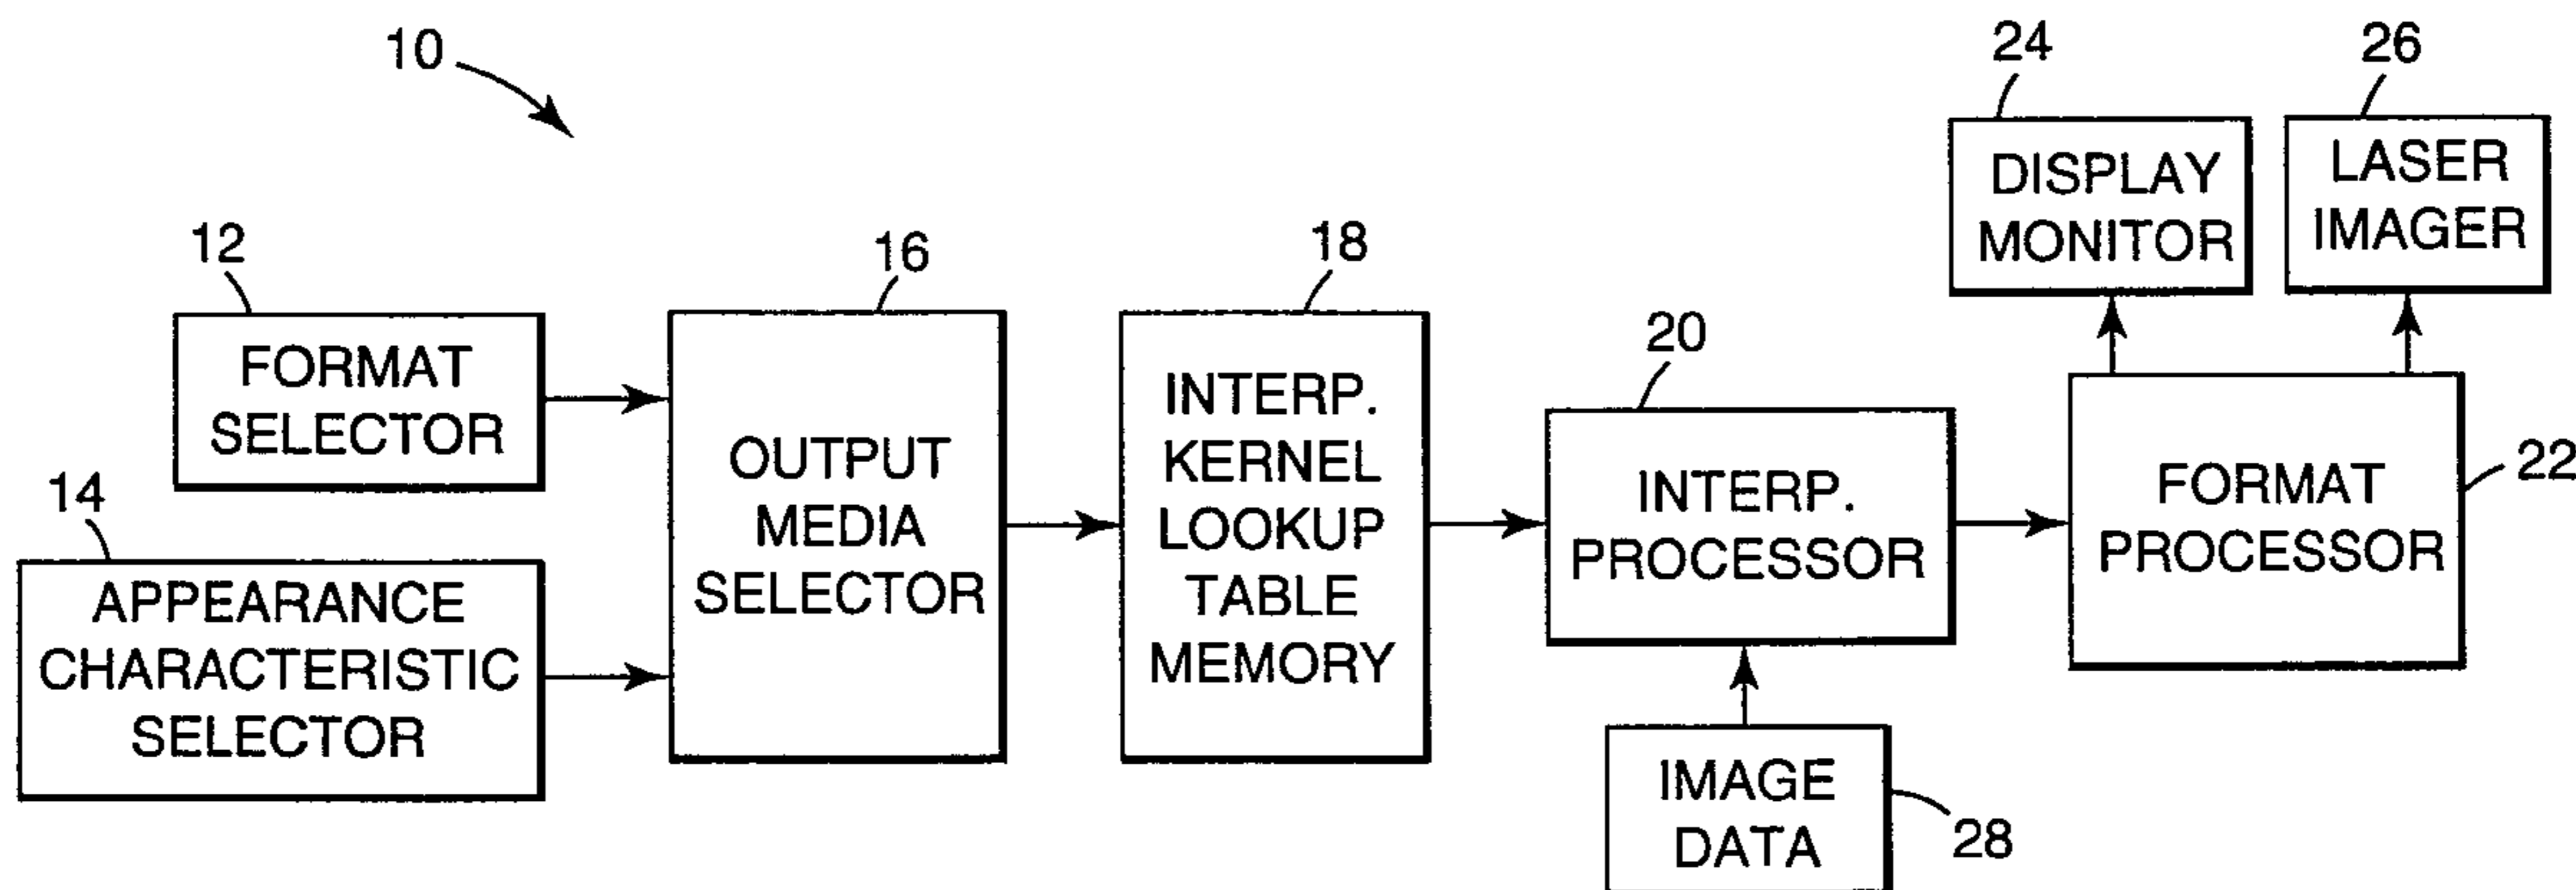 10
24
26
DISPLAY
MONITOR
LASER
IMAGER
12
FORMAT
SELECTOR
14
APPEARANCE
CHARACTERISTIC
SELECTOR
16
OUTPUT
MEDIA
SELECTOR
18
INTERP.
KERNEL
LOOKUP
TABLE
MEMORY
20
INTERP.
PROCESSOR
FORMAT
PROCESSOR
22
IMAGE
DATA
28